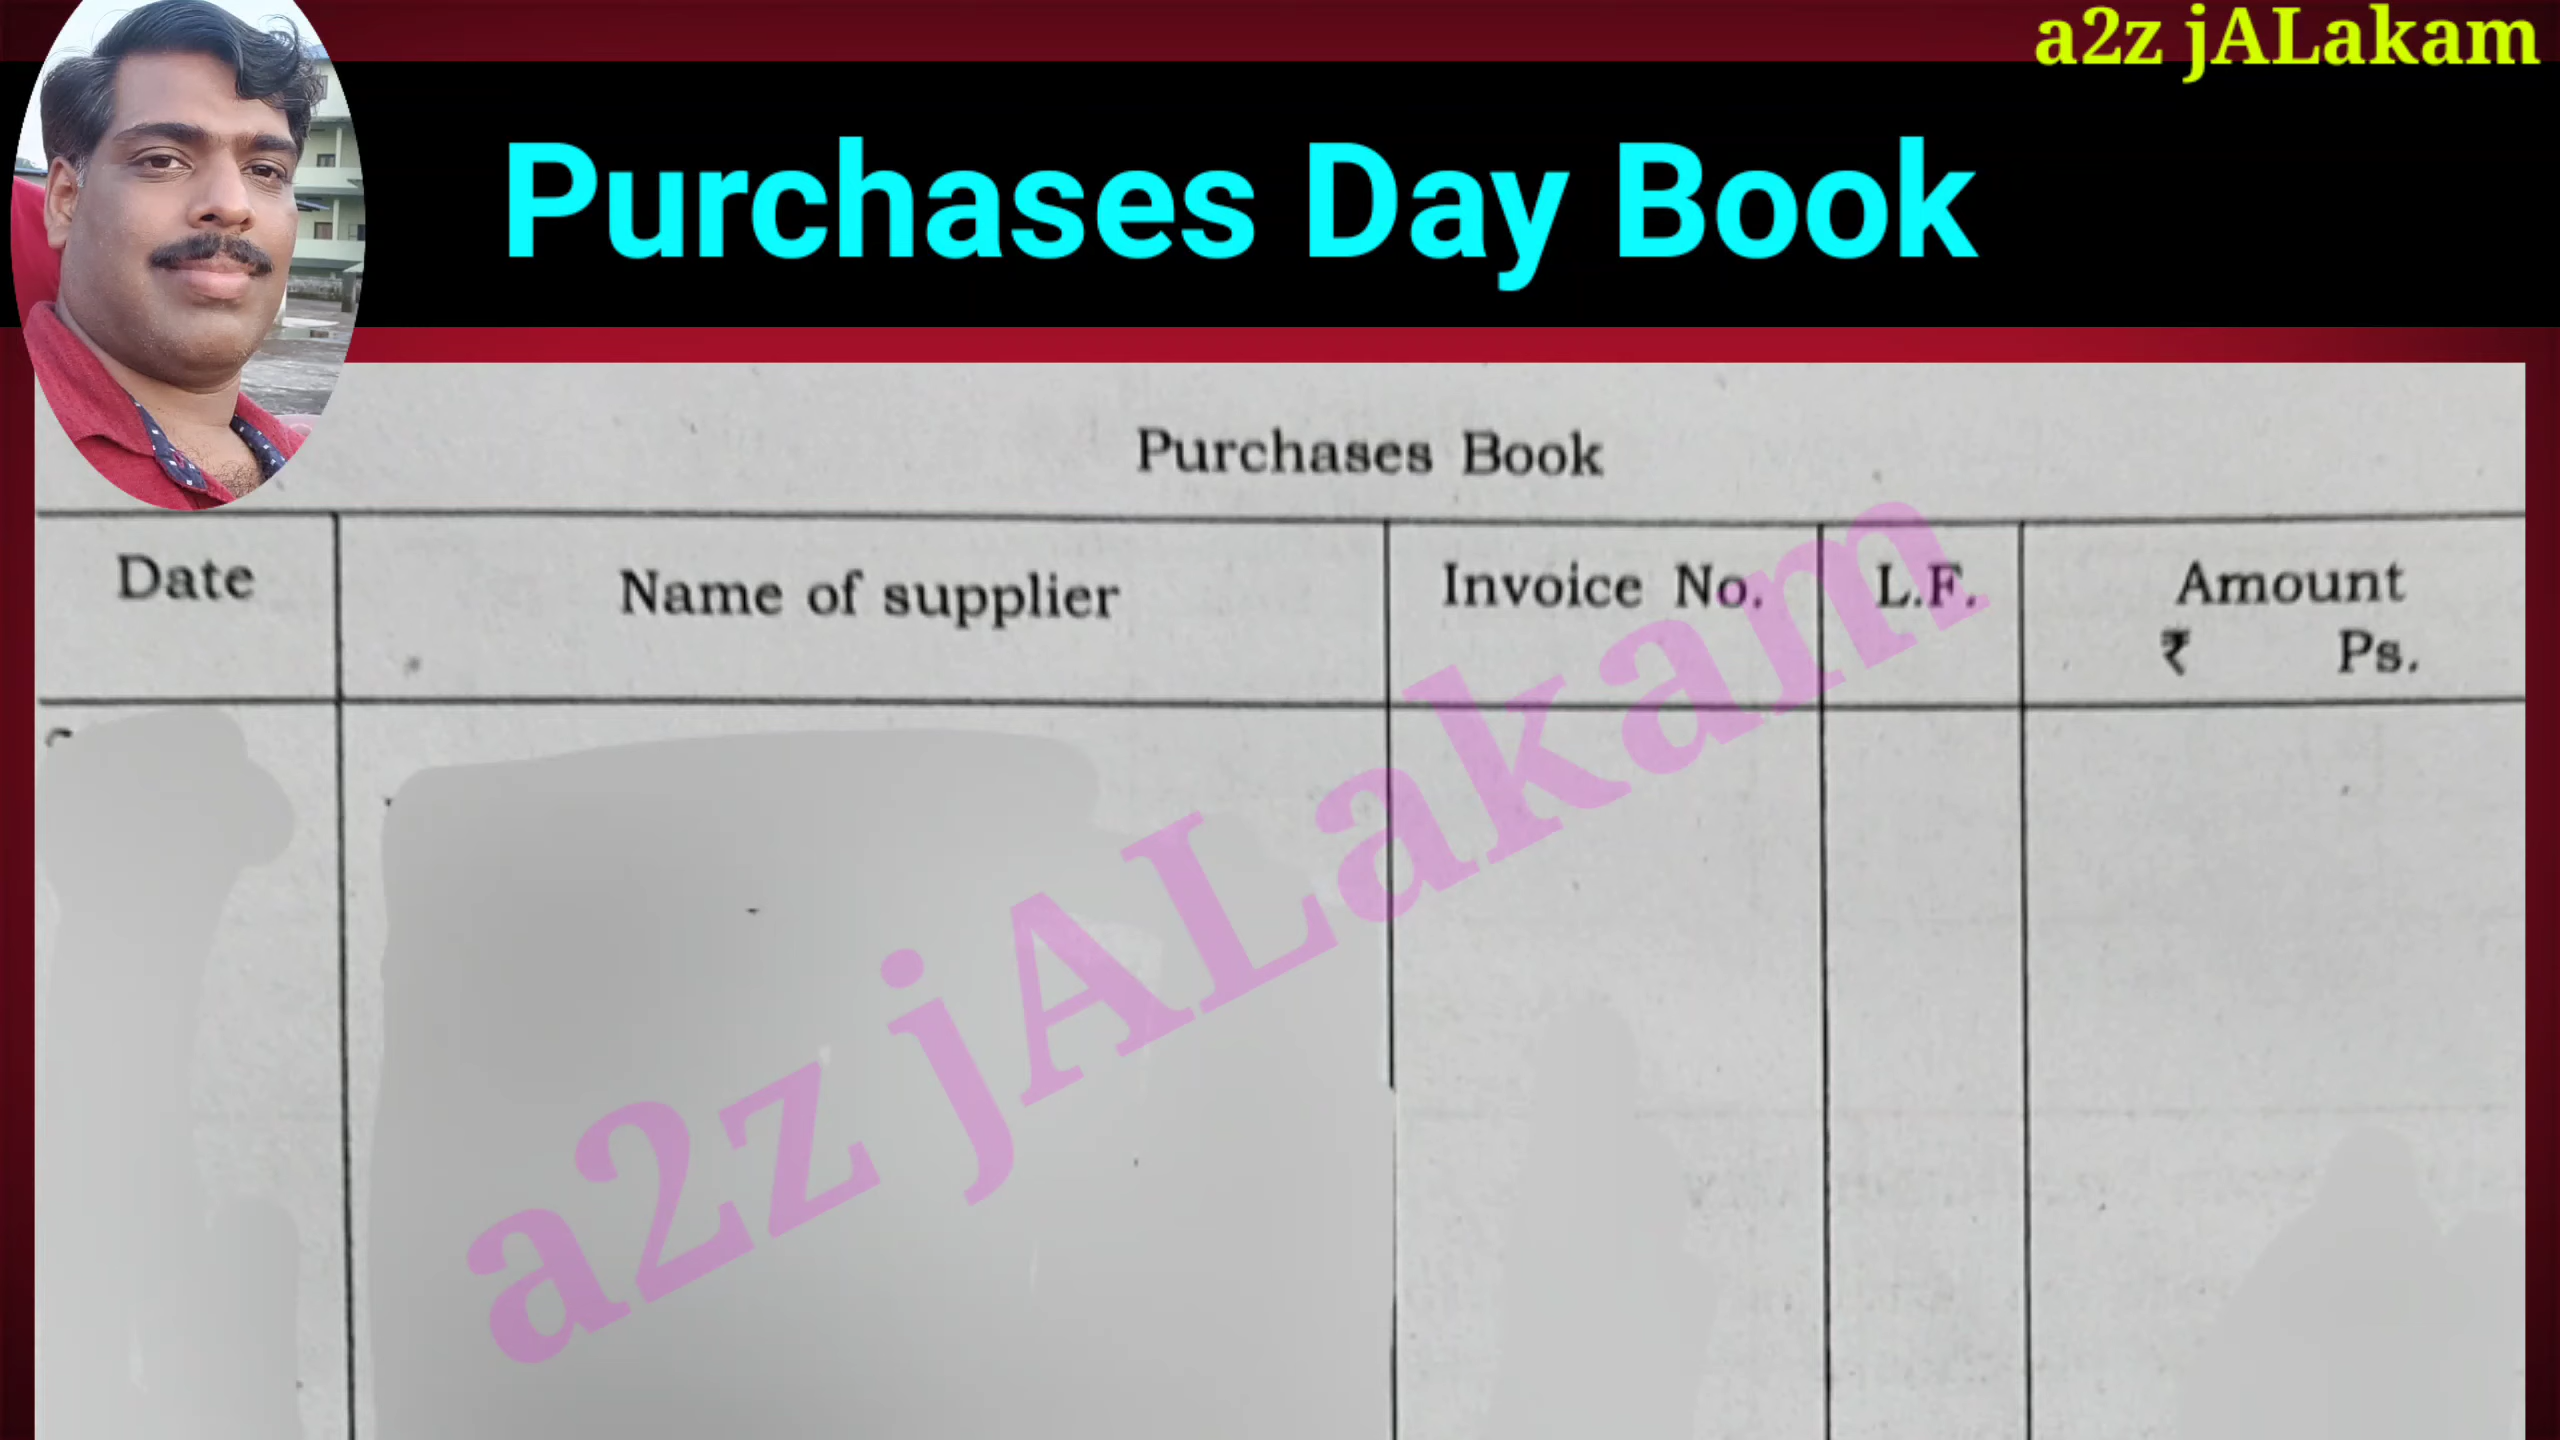 a2z jALakam
Purchases Day Book
Purchases Book
Date Name of supplier Invoice No. L.F. Amount
₹ Ps.
a2z jALakam